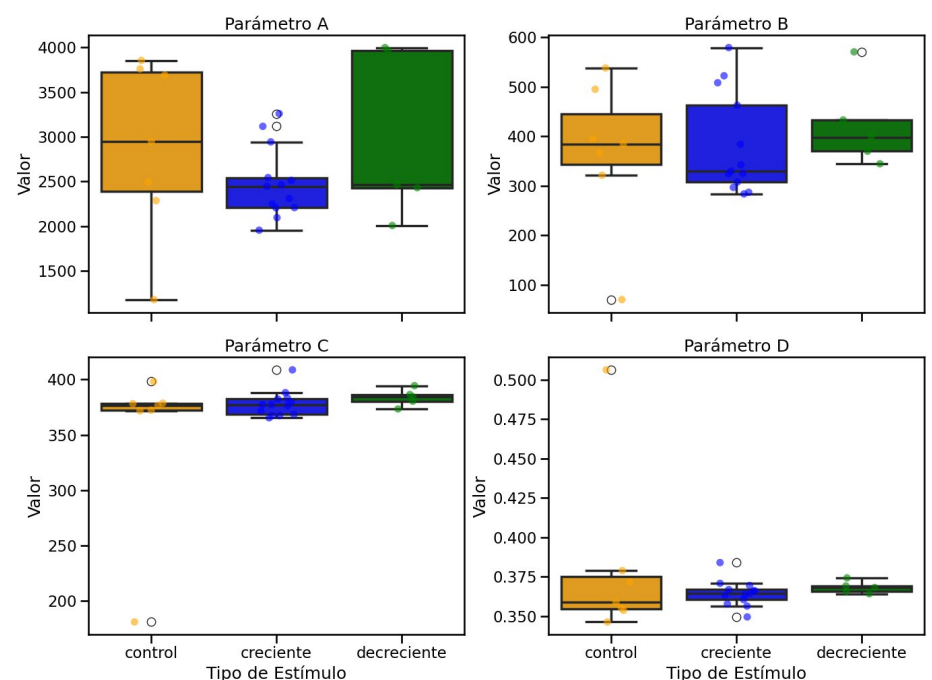 Parámetro A
4000
3500
3000
2500
2000
1500
Valor
Parámetro B
600
500
400
300
200
100
Valor
Parámetro C
400
350
300
250
200
Valor
control
creciente
decreciente
Tipo de Estímulo
Parámetro D
0.500
0.475
0.450
0.425
0.400
0.375
0.350
Valor
control
creciente
decreciente
Tipo de Estímulo